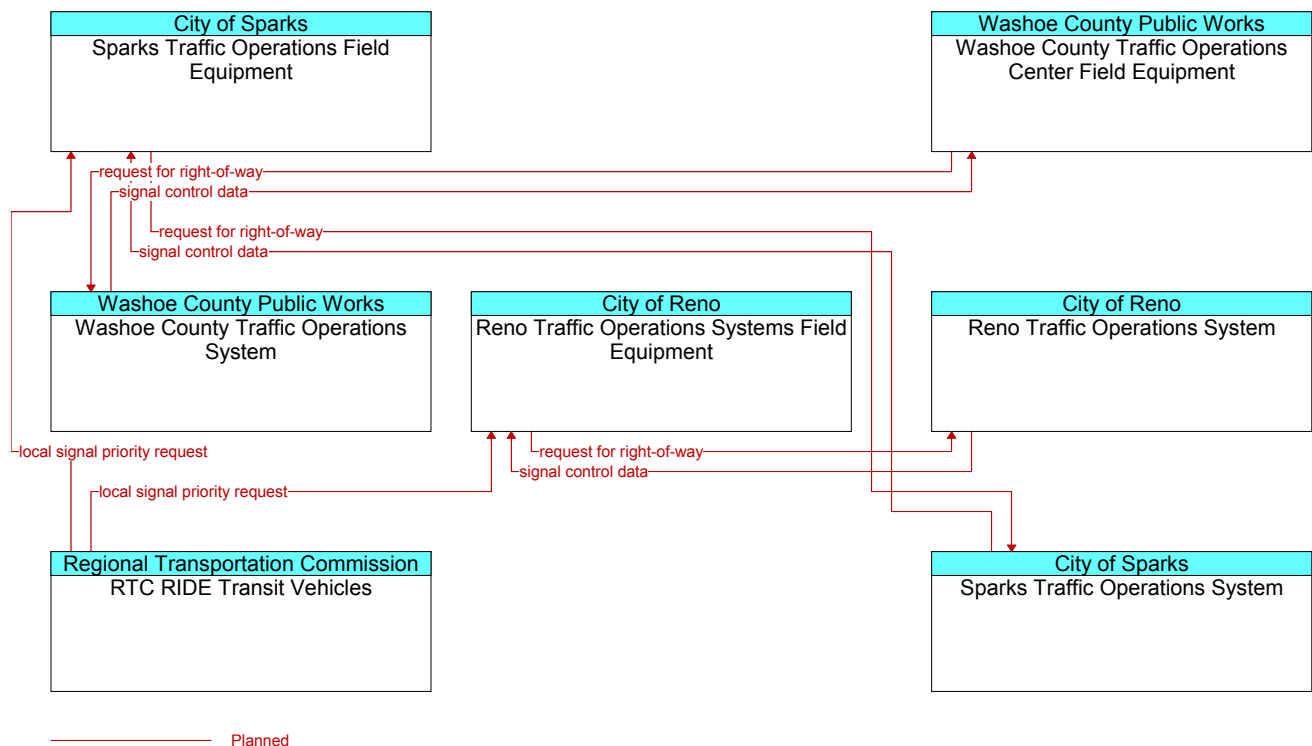 City of Sparks
Sparks Traffic Operations Field
Equipment
Washoe County Public Works
Washoe County Traffic Operations
Center Field Equipment
request for right-of-way
signal control data
request for right-of-way
signal control data
Washoe County Public Works
Washoe County Traffic Operations
System
City of Reno
Reno Traffic Operations Systems Field
Equipment
City of Reno
Reno Traffic Operations System
local signal priority request
request for right-of-way
signal control data
local signal priority request
Regional Transportation Commission
RTC RIDE Transit Vehicles
City of Sparks
Sparks Traffic Operations System
Planned